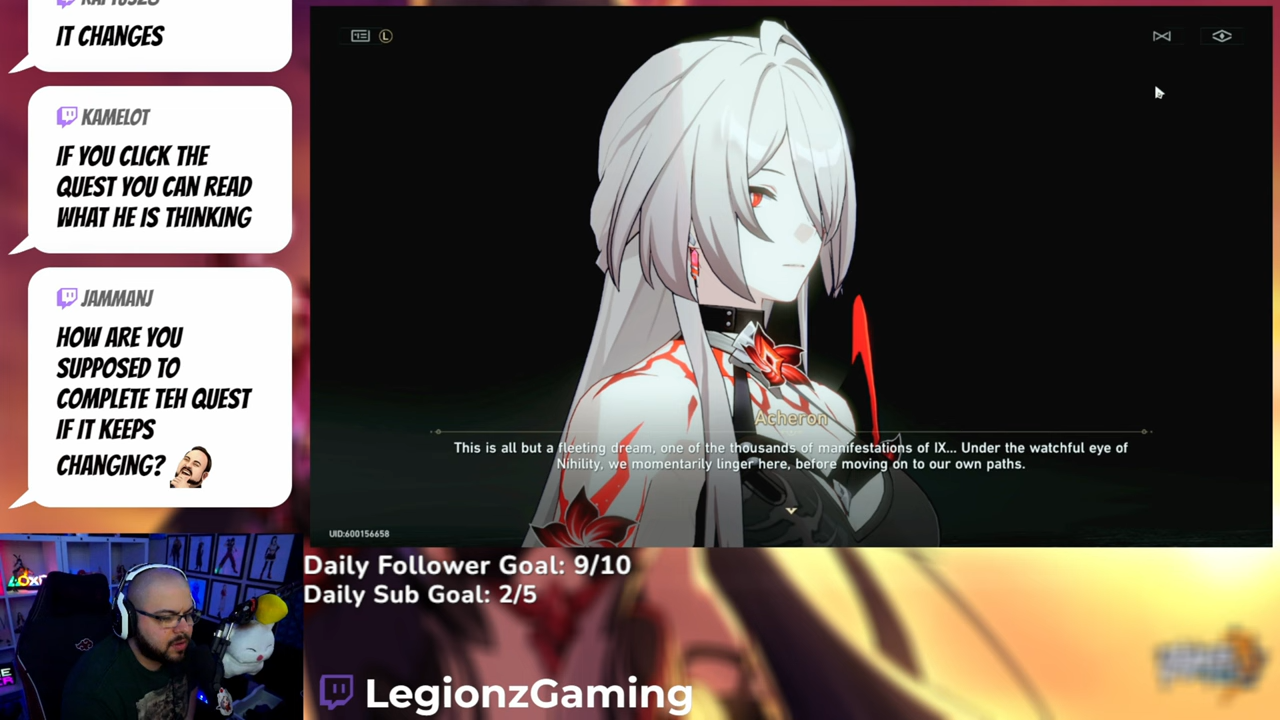 IT CHANGES
KAMELOT
IF YOU CLICK THE
QUEST YOU CAN READ
WHAT HE IS THINKING
JAMMANJ
HOW ARE YOU
SUPPOSED TO
COMPLETE TEH QUEST
IF IT KEEPS
CHANGING?
L
Acheron
This is all but a fleeting dream, one of the thousands of manifestations of IX... Under the watchful eye of
Nihility, we momentarily linger here, before moving on to our own paths.
UID:600156658
Daily Follower Goal: 9/10
Daily Sub Goal: 2/5
LegionzGaming